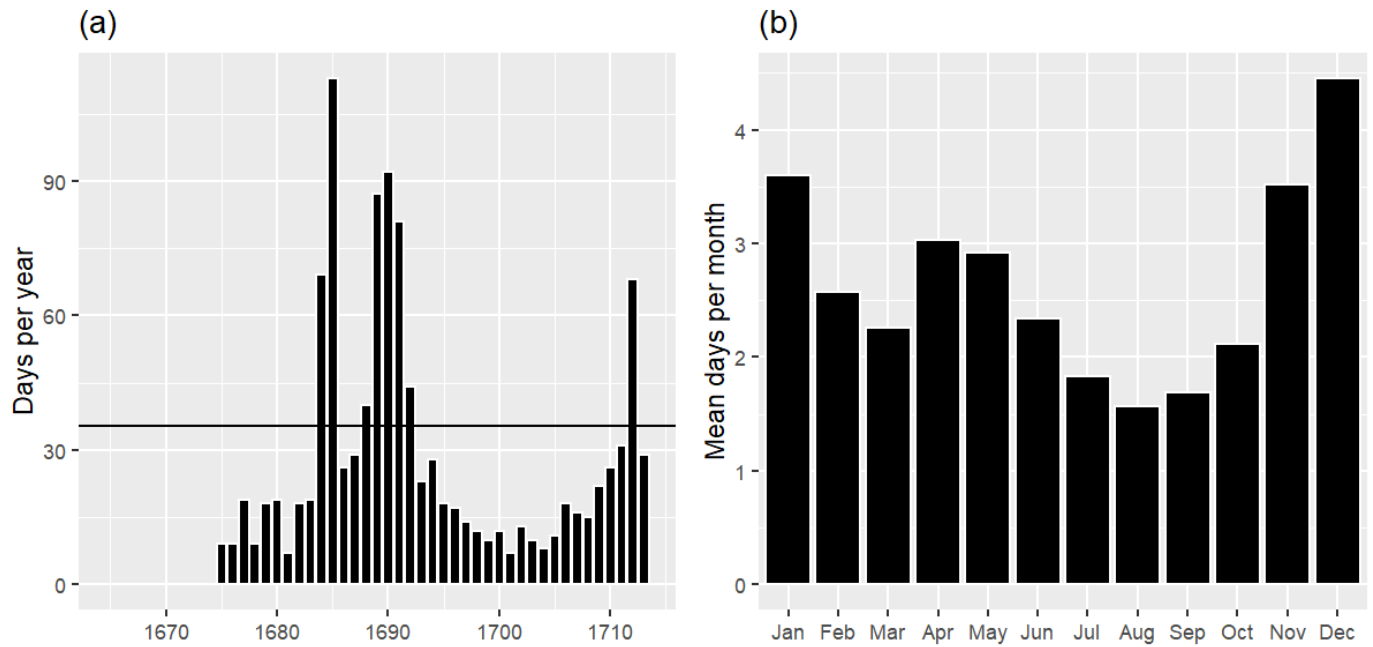 (a)
Days per year
90
60
30
0
1670 1680 1690 1700 1710
(b)
Mean days per month
4
3
2
1
0
Jan Feb Mar Apr May Jun Jul Aug Sep Oct Nov Dec